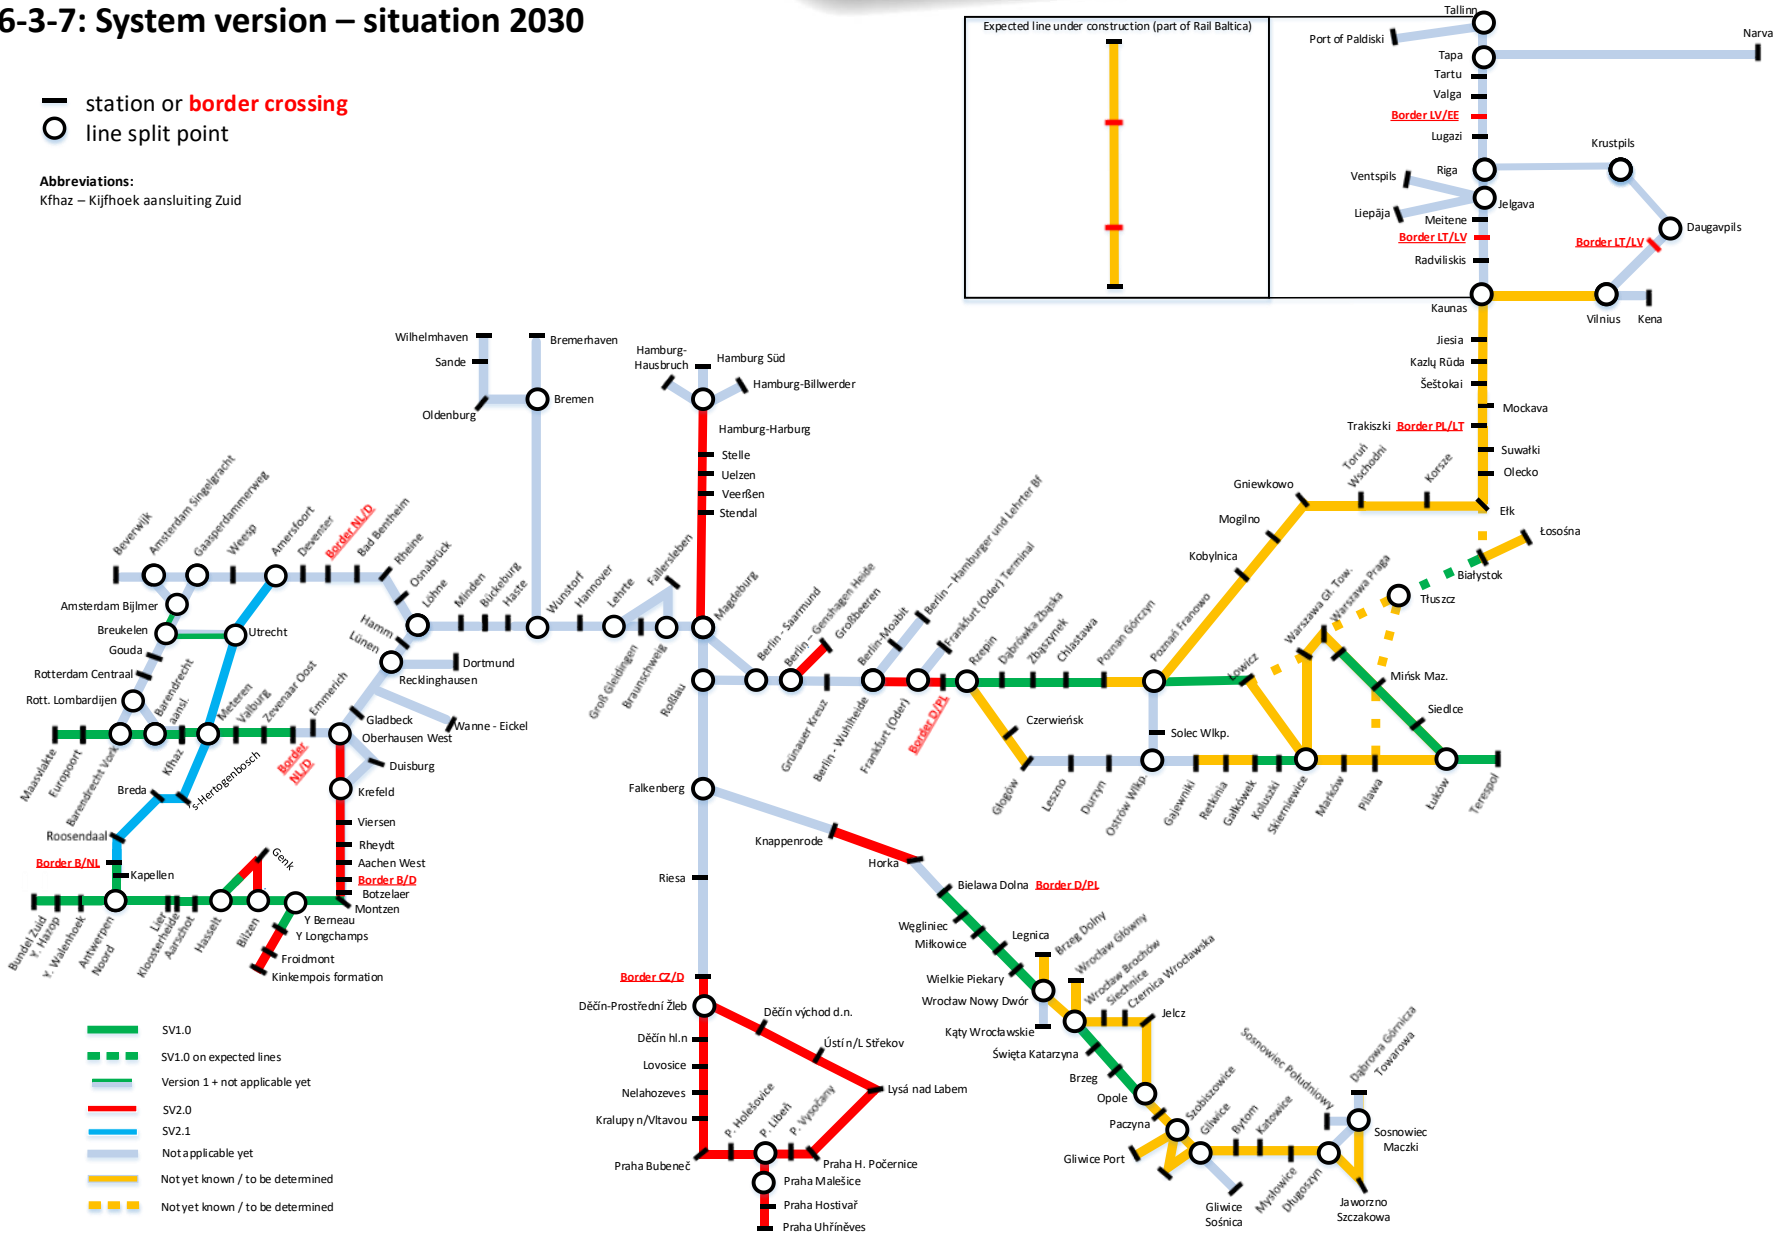 6-3-7: System version – situation 2030
station or border crossing
line split point
Abbreviations:
Kfhaz – Kijfhoek aansluiting Zuid
Expected line under construction (part of Rail Baltica)
Tallinn
Port of Paldiski
Narva
Tapa
Tartu
Valga
Border LV/EE
Lugazi
Krustpils
Riga
Ventspils
Jelgava
Liepāja
Meitene
Daugavpils
Border LT/LV
Border LT/LV
Radviliskis
Kaunas
Vilnius
Kena
Jiesia
Kazlų Rūda
Šeštokai
Mockava
Trakiszki
Border PL/LT
Suwałki
Olecko
Toruń
Wschodni
Korsze
Gniewkowo
Ełk
Mogilno
Łosośna
Kobylnica
Białystok
Tłuszcz
Warszawa Gł. Tow.
Warszawa Praga
Wilhelmhaven
Sande
Oldenburg
Bremerhaven
Bremen
Hamburg-
Hausbruch
Hamburg Süd
Hamburg-Billwerder
Hamburg-Harburg
Stelle
Uelzen
Veerßen
Stendal
Beverwijk
Amsterdam Singelgracht
Gaasperdammerweg
Weesp
Amersfoort
Deventer
Border NL/D
Bad Bentheim
Rheine
Osnabrück
Löhne
Minden
Bückeburg
Haste
Wunstorf
Hannover
Lehrte
Fallersleben
Magdeburg
Berlin - Saarmund
Berlin – Genshagen Heide
Großbeeren
Berlin-Moabit
Berlin – Hamburger und Lehrter Bf
Frankfurt (Oder) Terminal
Rzepin
Dąbrówka Zbąska
Zbąszynek
Chlastawa
Poznań Górczyn
Poznań Franowo
Łowicz
Mińsk Maz.
Siedlce
Amsterdam Bijlmer
Breukelen
Utrecht
Gouda
Hamm
Lünen
Dortmund
Recklinghausen
Rotterdam Centraal
Rott. Lombardijen
Barendrecht
aansl.
Meteren
Valburg
Zevenaar Oost
Emmerich
Gladbeck
Wanne - Eickel
Oberhausen West
Duisburg
Groß Gleidingen
Braunschweig
Roßlau
Grünauer Kreuz
Berlin - Wuhlheide
Frankfurt (Oder)
Border D/PL
Czerwieńsk
Solec Wlkp.
Głogów
Leszno
Durzyn
Ostrów Wlkp.
Gajewniki
Retkinia
Gałkówek
Koluszki
Skierniewice
Marków
Pilawa
Łuków
Terespol
Maasvlakte
Europoort
Barendrecht Vork
Kfhaz
's-Hertogenbosch
Border
NL/D
Breda
Krefeld
Viersen
Roosendaal
Rheydt
Genk
Aachen West
Border B/NL
Kapellen
Border B/D
Botzelaer
Montzen
Bundel Zuid
Y. Hazop
Y. Walenhoek
Antwerpen
Noord
Lier
Kloosterheide
Aarschot
Hasselt
Bilzen
Y Berneau
Y Longchamps
Froidmont
Kinkempois formation
Falkenberg
Knappenrode
Horka
Riesa
Bielawa Dolna
Border D/PL
Węgliniec
Miłkowice
Legnica
Brzeg Dolny
Wrocław Główny
Wrocław Brochów
Siechnice
Czernica Wrocławska
Wielkie Piekary
Wrocław Nowy Dwór
Jelcz
Kąty Wrocławskie
Święta Katarzyna
Brzeg
Opole
Paczyna
Szobiszowice
Gliwice
Bytom
Katowice
Sosnowiec Południowy
Dąbrowa Górnicza
Towarowa
Sosnowiec
Maczki
Gliwice Port
Gliwice
Sośnica
Mysłowice
Długoszyn
Jaworzno
Szczakowa
Border CZ/D
Děčín-Prostřední Žleb
Děčín východ d.n.
Děčín hl.n
Ústí n/L Střekov
Lovosice
Nelahozeves
Lysá nad Labem
Kralupy n/Vltavou
P. Holešovice
P. Libeň
P. Vysočany
Praha Bubeneč
Praha H. Počernice
Praha Malešice
Praha Hostivař
Praha Uhříněves
SV1.0
SV1.0 on expected lines
Version 1 + not applicable yet
SV2.0
SV2.1
Not applicable yet
Not yet known / to be determined
Not yet known / to be determined